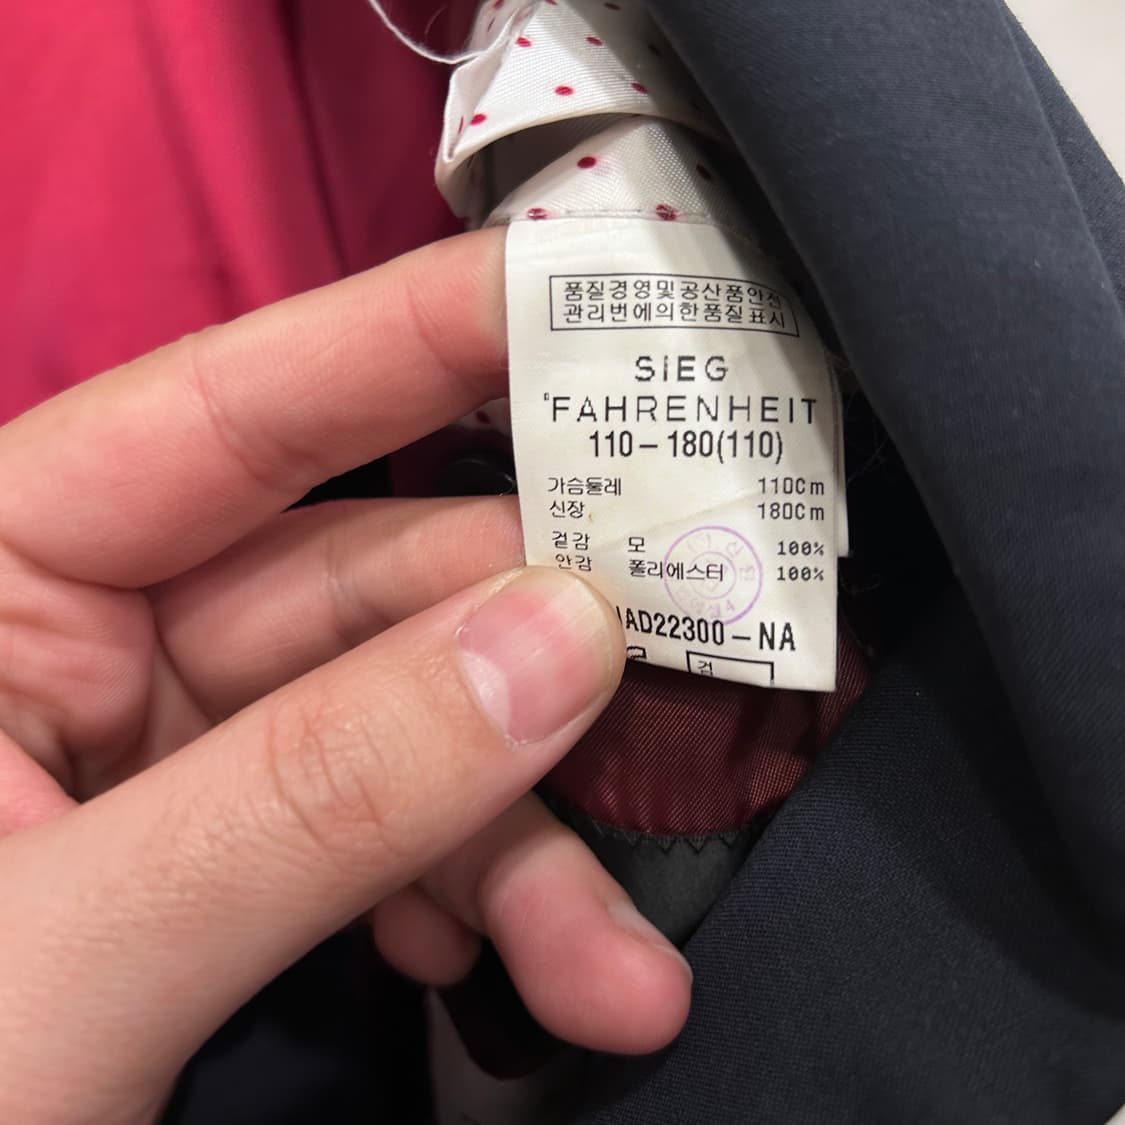 품질경영및공산품안전
관리번에의한품질표시
SIEG
FAHRENHEIT
110-180(110)
가슴둘레 110Cm
신장 180Cm
겉감 모 100%
안감 폴리에스터 100%
AD22300-NA
검